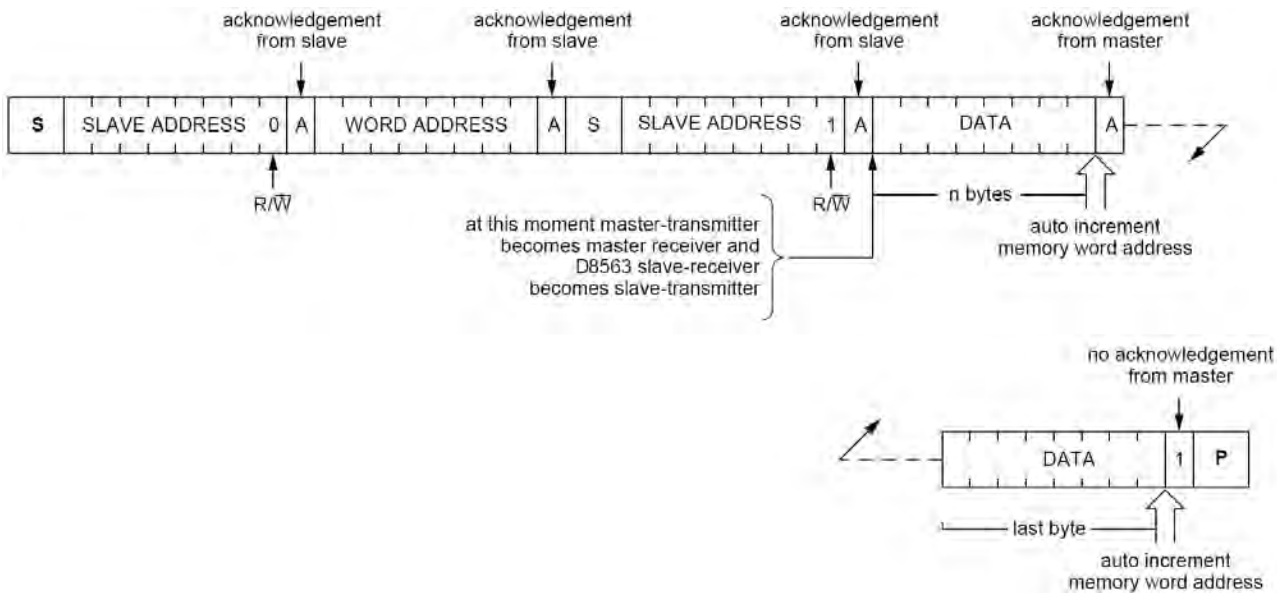 acknowledgement
from slave
acknowledgement
from slave
acknowledgement
from slave
acknowledgement
from master
S SLAVE ADDRESS 0 A WORD ADDRESS A S SLAVE ADDRESS 1 A DATA A
R/W̅
R/W̅
n bytes
at this moment master-transmitter
becomes master receiver and
D8563 slave-receiver
becomes slave-transmitter
auto increment
memory word address
no acknowledgement
from master
DATA 1 P
last byte
auto increment
memory word address